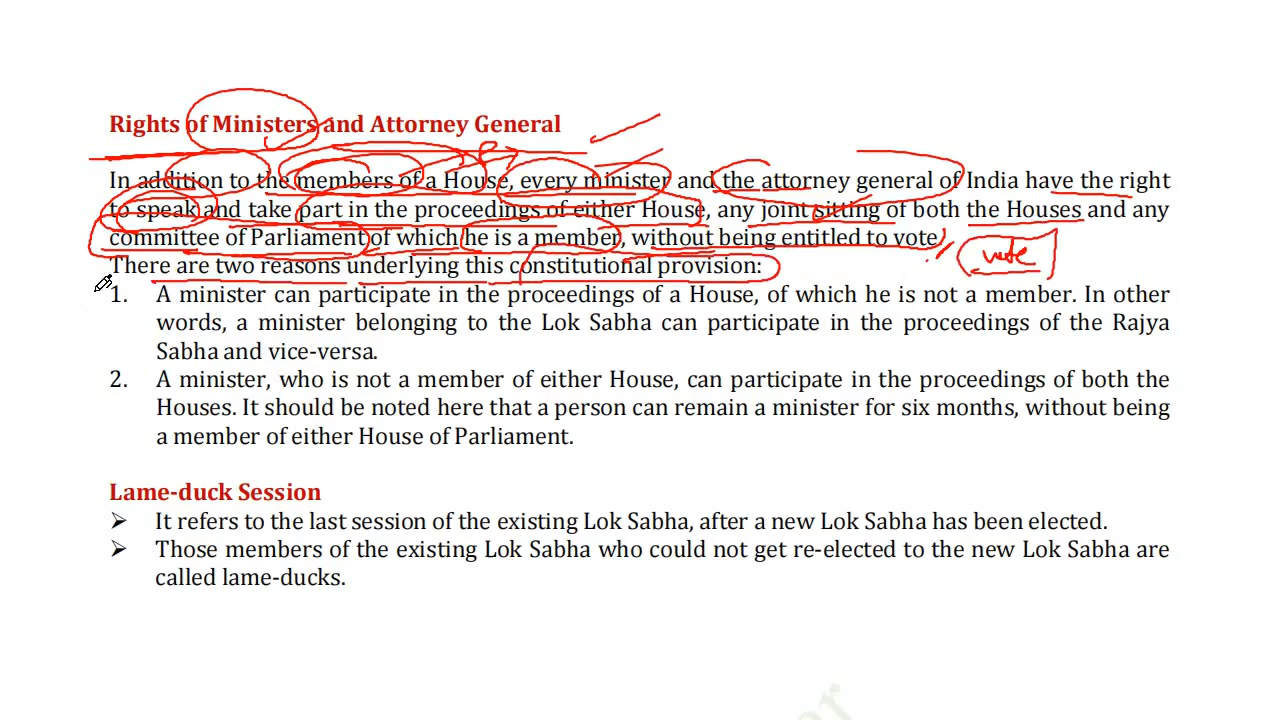 Rights of Ministers and Attorney General
In addition to the members of a House, every minister and the attorney general of India have the right
to speak and take part in the proceedings of either House, any joint sitting of both the Houses and any
committee of Parliament of which he is a member, without being entitled to vote.
vote
There are two reasons underlying this constitutional provision:
1. A minister can participate in the proceedings of a House, of which he is not a member. In other
words, a minister belonging to the Lok Sabha can participate in the proceedings of the Rajya
Sabha and vice-versa.
2. A minister, who is not a member of either House, can participate in the proceedings of both the
Houses. It should be noted here that a person can remain a minister for six months, without being
a member of either House of Parliament.
Lame-duck Session
➢ It refers to the last session of the existing Lok Sabha, after a new Lok Sabha has been elected.
➢ Those members of the existing Lok Sabha who could not get re-elected to the new Lok Sabha are
called lame-ducks.